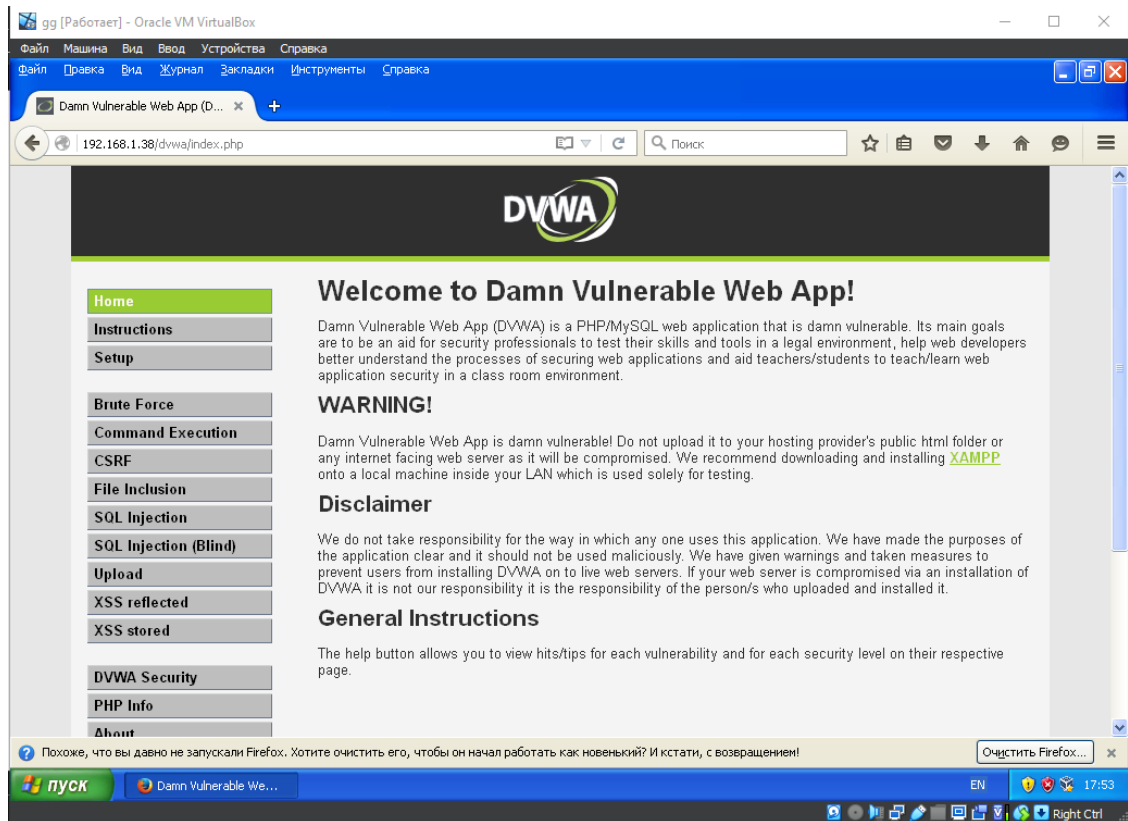 gg [Работает] - Oracle VM VirtualBox
Файл Машина Вид Ввод Устройства Справка
Файл Правка Вид Журнал Закладки Инструменты Справка
Damn Vulnerable Web App (D...
192.168.1.38/dvwa/index.php
Поиск
DVWA
Home
Instructions
Setup
Brute Force
Command Execution
CSRF
File Inclusion
SQL Injection
SQL Injection (Blind)
Upload
XSS reflected
XSS stored
DVWA Security
PHP Info
About
Welcome to Damn Vulnerable Web App!
Damn Vulnerable Web App (DVWA) is a PHP/MySQL web application that is damn vulnerable. Its main goals
are to be an aid for security professionals to test their skills and tools in a legal environment, help web developers
better understand the processes of securing web applications and aid teachers/students to teach/learn web
application security in a class room environment.
WARNING!
Damn Vulnerable Web App is damn vulnerable! Do not upload it to your hosting provider's public html folder or
any internet facing web server as it will be compromised. We recommend downloading and installing XAMPP
onto a local machine inside your LAN which is used solely for testing.
Disclaimer
We do not take responsibility for the way in which any one uses this application. We have made the purposes of
the application clear and it should not be used maliciously. We have given warnings and taken measures to
prevent users from installing DVWA on to live web servers. If your web server is compromised via an installation of
DVWA it is not our responsibility it is the responsibility of the person/s who uploaded and installed it.
General Instructions
The help button allows you to view hits/tips for each vulnerability and for each security level on their respective
page.
Похоже, что вы давно не запускали Firefox. Хотите очистить его, чтобы он начал работать как новенький? И кстати, с возвращением!
Очистить Firefox...
пуск
Damn Vulnerable We...
EN
17:53
Right Ctrl